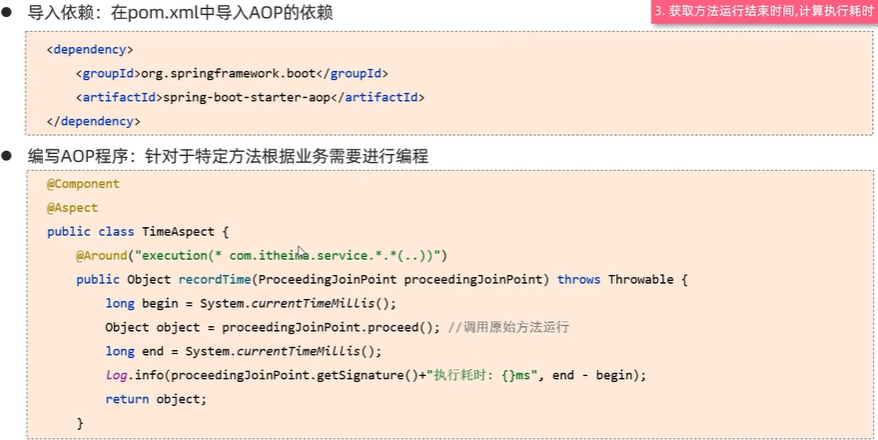 导入依赖：在pom.xml中导入AOP的依赖
3. 获取方法运行结束时间,计算执行耗时
<dependency>
<groupId>org.springframework.boot</groupId>
<artifactId>spring-boot-starter-aop</artifactId>
</dependency>
编写AOP程序：针对于特定方法根据业务需要进行编程
@Component
@Aspect
public class TimeAspect {
@Around("execution(* com.itheima.service.*.*(..))")
public Object recordTime(ProceedingJoinPoint proceedingJoinPoint) throws Throwable {
long begin = System.currentTimeMillis();
Object object = proceedingJoinPoint.proceed(); //调用原始方法运行
long end = System.currentTimeMillis();
log.info(proceedingJoinPoint.getSignature()+"执行耗时: {}ms", end - begin);
return object;
}